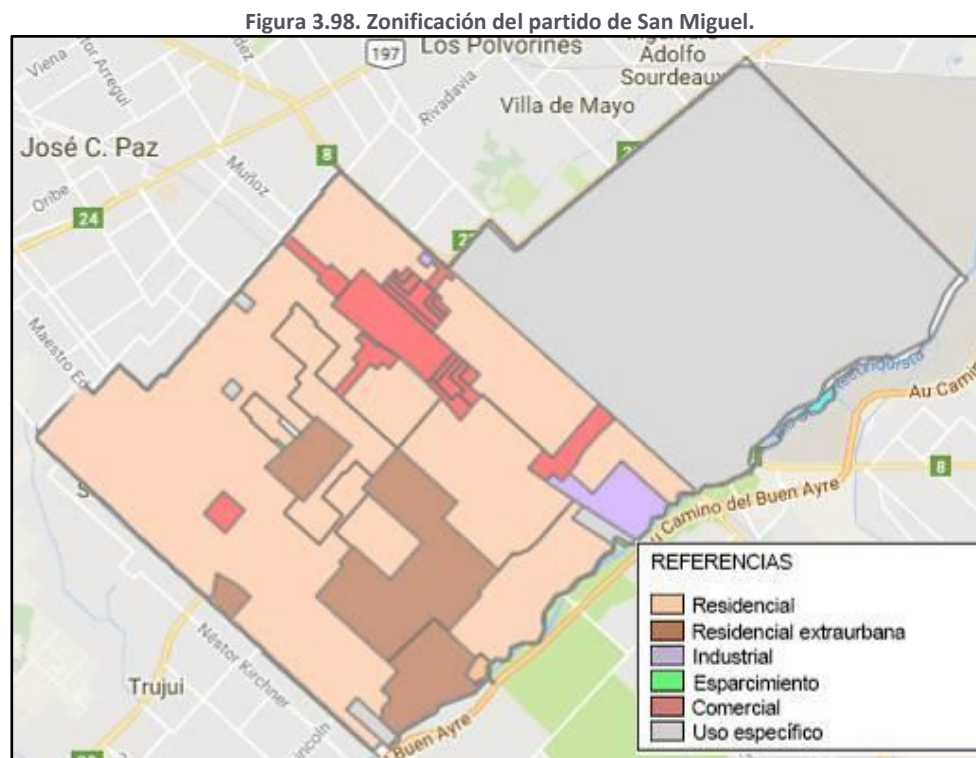 Figura 3.98. Zonificación del partido de San Miguel.
197
Los Polvorines
Adolfo
Sourdeaux
Viena
Arregui
Rivadavia
Villa de Mayo
José C. Paz
8
Muñoz
Oribe
24
Maestro
Au Camino
8
Camino del Buen Ayre
Néstor Kirchner
Trujui
Buen Ayre
REFERENCIAS
Residencial
Residencial extraurbana
Industrial
Esparcimiento
Comercial
Uso específico